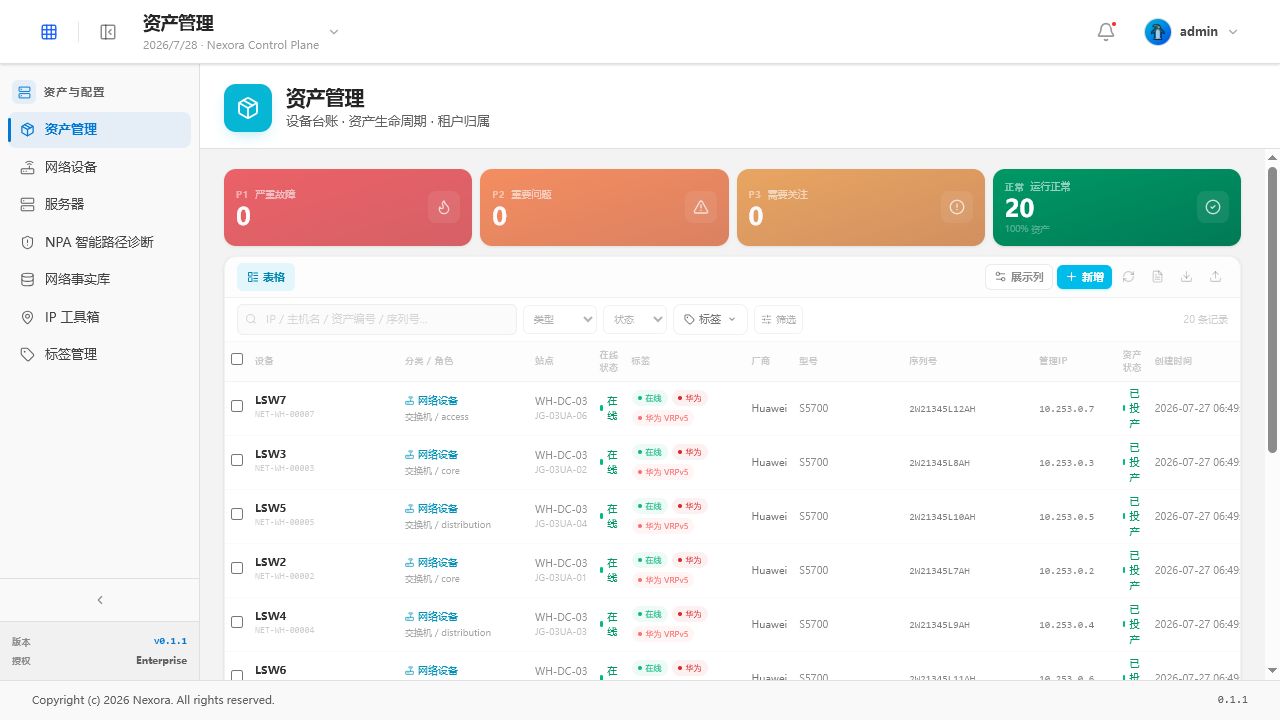 资产管理
2026/7/28 · Nexora Control Plane
admin
资产与配置
资产管理
网络设备
服务器
NPA 智能路径诊断
网络事实库
IP 工具箱
标签管理
版本 v0.1.1
授权 Enterprise
资产管理
设备台账 · 资产生命周期 · 租户归属
P1 严重故障
0
P2 重要问题
0
P3 需要关注
0
正常 运行正常
20
100% 资产
表格
展示列
新增
IP / 主机名 / 资产编号 / 序列号...
类型
状态
标签
筛选
20 条记录
设备 分类 / 角色 站点 在线状态 标签 厂商 型号 序列号 管理IP 资产状态 创建时间
LSW7 网络设备 WH-DC-03 在线 在线 华为 Huawei S5700 2W21345L12AH 10.253.0.7 已投产 2026-07-27 06:49:
NET-WH-00007 交换机 / access JG-03UA-06 华为 VRPv5
LSW3 网络设备 WH-DC-03 在线 在线 华为 Huawei S5700 2W21345L8AH 10.253.0.3 已投产 2026-07-27 06:49:
NET-WH-00003 交换机 / core JG-03UA-02 华为 VRPv5
LSW5 网络设备 WH-DC-03 在线 在线 华为 Huawei S5700 2W21345L10AH 10.253.0.5 已投产 2026-07-27 06:49:
NET-WH-00005 交换机 / distribution JG-03UA-04 华为 VRPv5
LSW2 网络设备 WH-DC-03 在线 在线 华为 Huawei S5700 2W21345L7AH 10.253.0.2 已投产 2026-07-27 06:49:
NET-WH-00002 交换机 / core JG-03UA-01 华为 VRPv5
LSW4 网络设备 WH-DC-03 在线 在线 华为 Huawei S5700 2W21345L9AH 10.253.0.4 已投产 2026-07-27 06:49:
NET-WH-00004 交换机 / distribution JG-03UA-03 华为 VRPv5
LSW6 网络设备 WH-DC-03 在 在线 华为 Huawei S5700 2W21345L11AH 10.253.0.6 已投 2026-07-27 06:49:
Copyright (c) 2026 Nexora. All rights reserved.
0.1.1